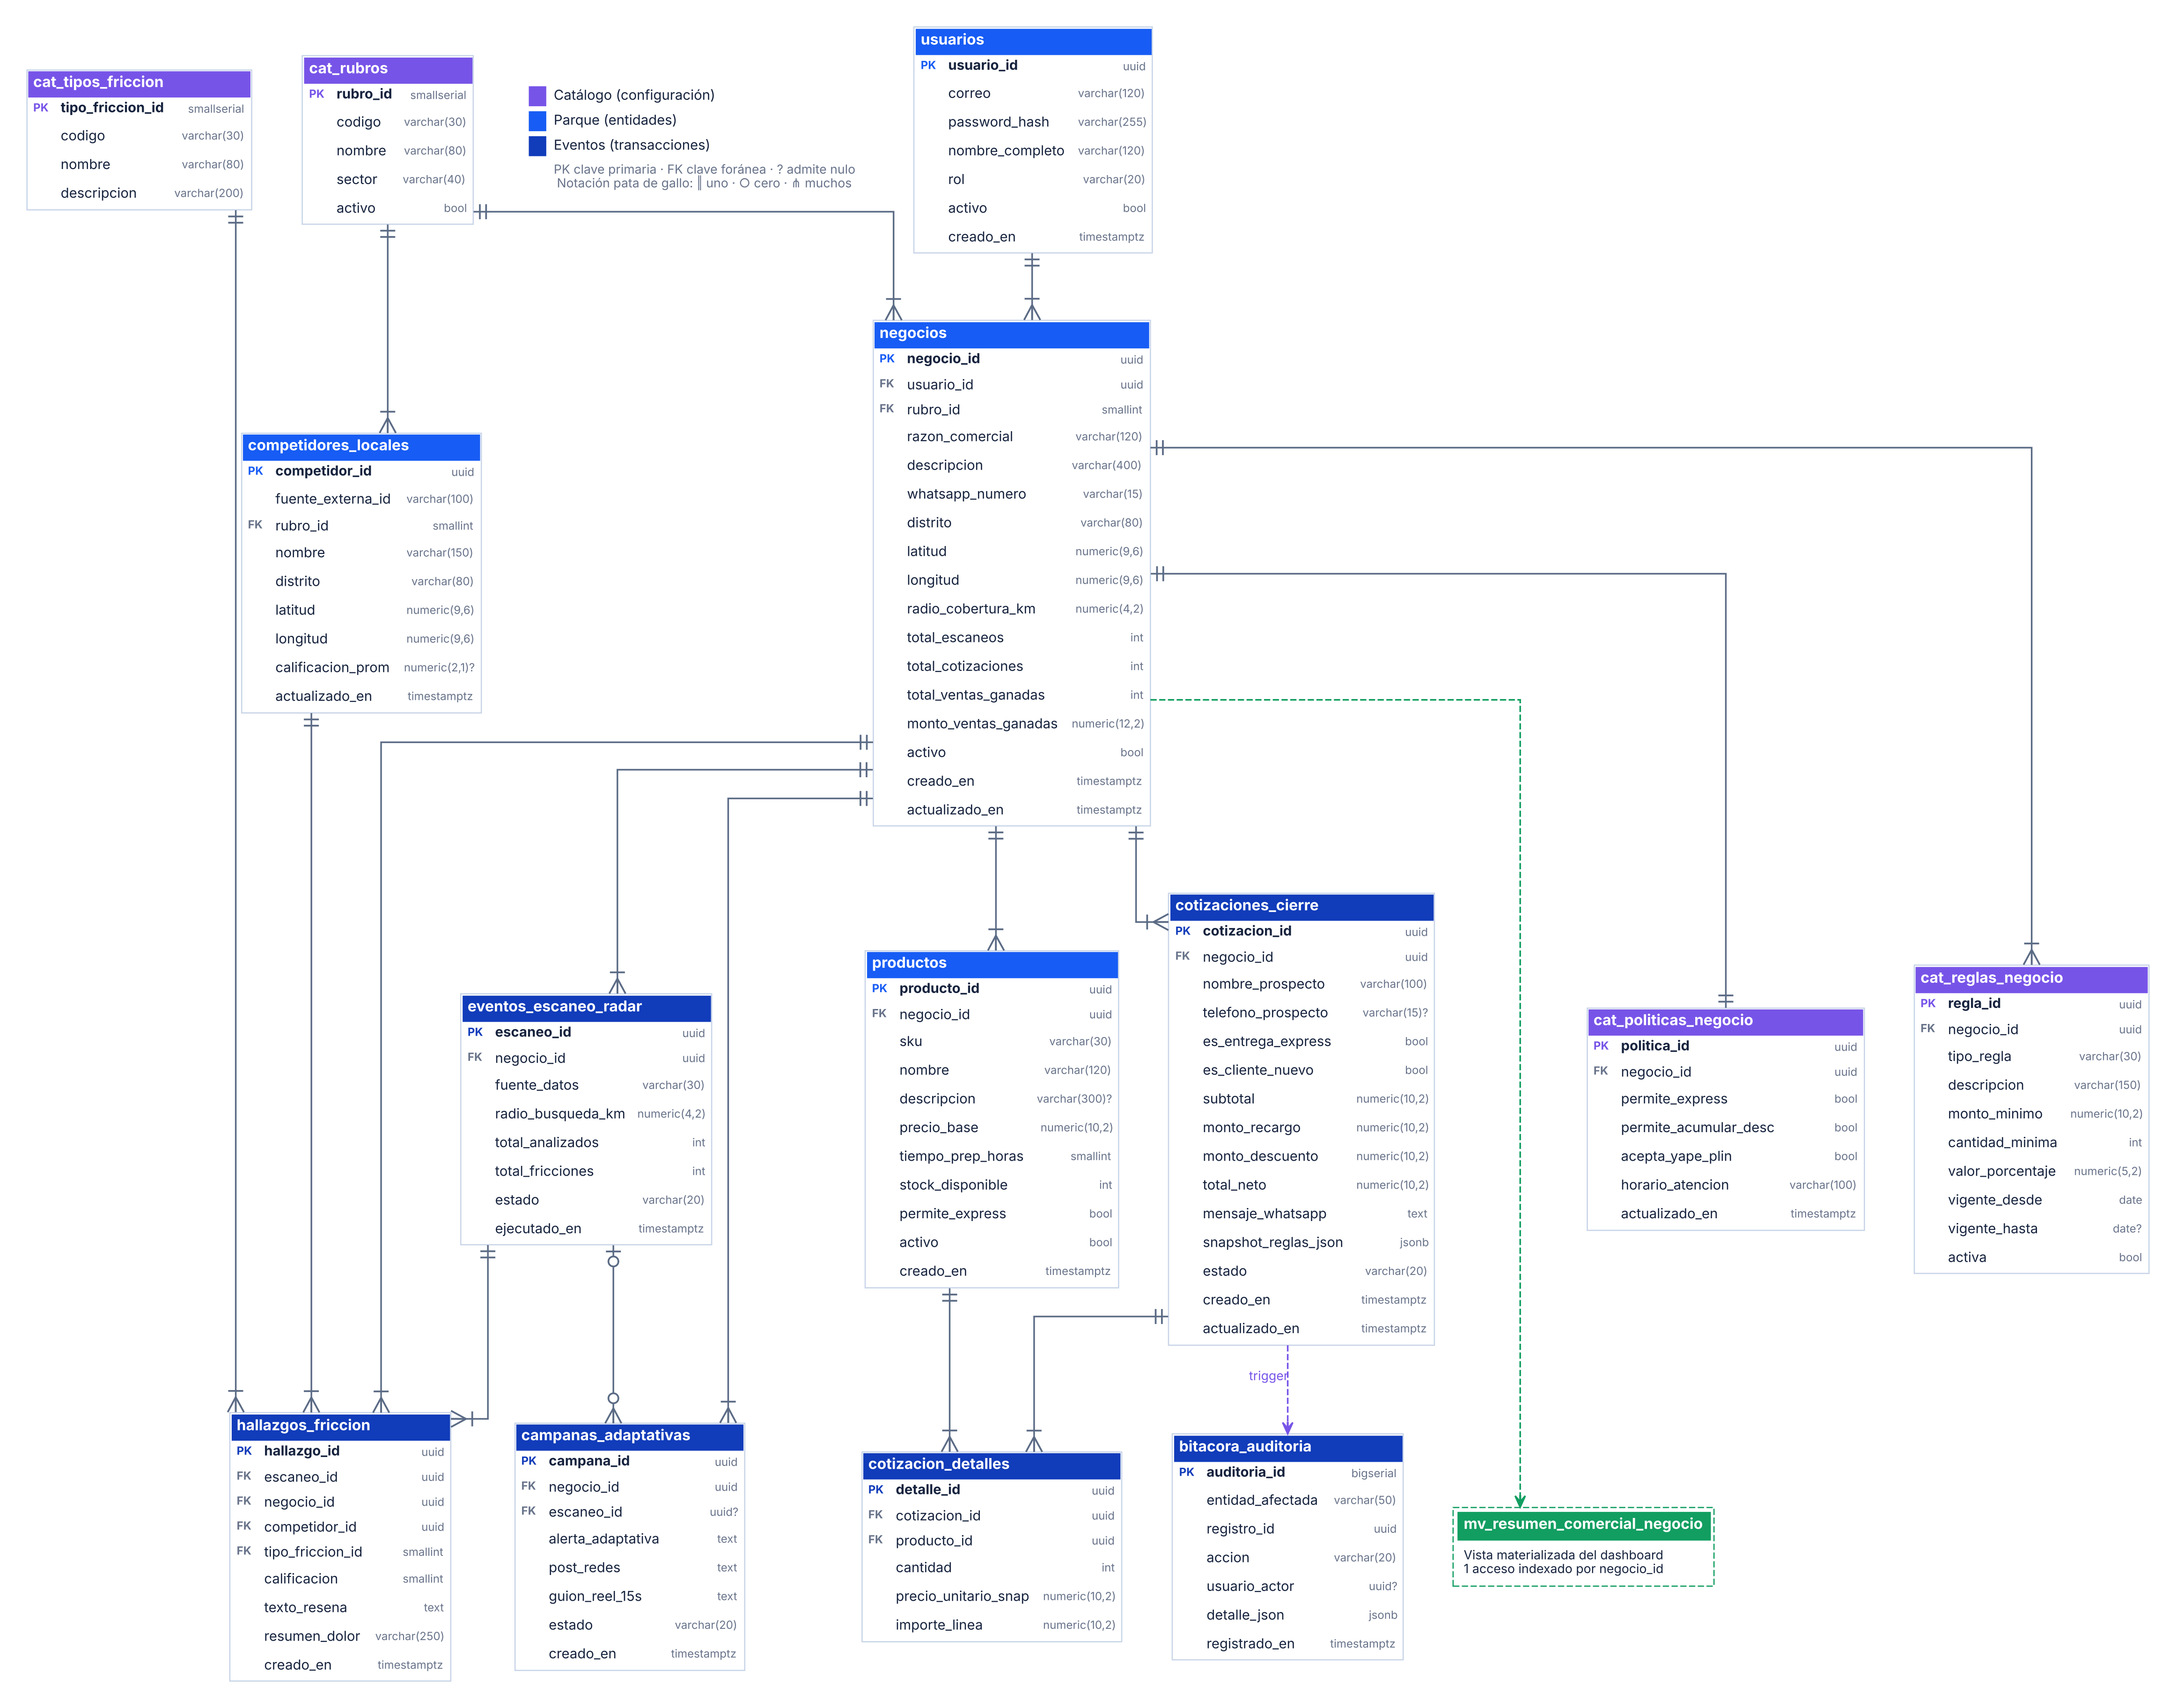 usuarios
PK usuario_id uuid
correo varchar(120)
password_hash varchar(255)
nombre_completo varchar(120)
rol varchar(20)
activo bool
creado_en timestamptz
cat_rubros
PK rubro_id smallserial
codigo varchar(30)
nombre varchar(80)
sector varchar(40)
activo bool
cat_tipos_friccion
PK tipo_friccion_id smallserial
codigo varchar(30)
nombre varchar(80)
descripcion varchar(200)
Catálogo (configuración)
Parque (entidades)
Eventos (transacciones)
PK clave primaria · FK clave foránea · ? admite nulo
Notación pata de gallo: ∥ uno · ○ cero · ⋔ muchos
negocios
PK negocio_id uuid
FK usuario_id uuid
FK rubro_id smallint
razon_comercial varchar(120)
descripcion varchar(400)
whatsapp_numero varchar(15)
distrito varchar(80)
latitud numeric(9,6)
longitud numeric(9,6)
radio_cobertura_km numeric(4,2)
total_escaneos int
total_cotizaciones int
total_ventas_ganadas int
monto_ventas_ganadas numeric(12,2)
activo bool
creado_en timestamptz
actualizado_en timestamptz
competidores_locales
PK competidor_id uuid
fuente_externa_id varchar(100)
FK rubro_id smallint
nombre varchar(150)
distrito varchar(80)
latitud numeric(9,6)
longitud numeric(9,6)
calificacion_prom numeric(2,1)?
actualizado_en timestamptz
cotizaciones_cierre
PK cotizacion_id uuid
FK negocio_id uuid
nombre_prospecto varchar(100)
telefono_prospecto varchar(15)?
es_entrega_express bool
es_cliente_nuevo bool
subtotal numeric(10,2)
monto_recargo numeric(10,2)
monto_descuento numeric(10,2)
total_neto numeric(10,2)
mensaje_whatsapp text
snapshot_reglas_json jsonb
estado varchar(20)
creado_en timestamptz
actualizado_en timestamptz
productos
PK producto_id uuid
FK negocio_id uuid
sku varchar(30)
nombre varchar(120)
descripcion varchar(300)?
precio_base numeric(10,2)
tiempo_prep_horas smallint
stock_disponible int
permite_express bool
activo bool
creado_en timestamptz
cat_reglas_negocio
PK regla_id uuid
FK negocio_id uuid
tipo_regla varchar(30)
descripcion varchar(150)
monto_minimo numeric(10,2)
cantidad_minima int
valor_porcentaje numeric(5,2)
vigente_desde date
vigente_hasta date?
activa bool
eventos_escaneo_radar
PK escaneo_id uuid
FK negocio_id uuid
fuente_datos varchar(30)
radio_busqueda_km numeric(4,2)
total_analizados int
total_fricciones int
estado varchar(20)
ejecutado_en timestamptz
cat_politicas_negocio
PK politica_id uuid
FK negocio_id uuid
permite_express bool
permite_acumular_desc bool
acepta_yape_plin bool
horario_atencion varchar(100)
actualizado_en timestamptz
trigger
hallazgos_friccion
PK hallazgo_id uuid
FK escaneo_id uuid
FK negocio_id uuid
FK competidor_id uuid
FK tipo_friccion_id smallint
calificacion smallint
texto_resena text
resumen_dolor varchar(250)
creado_en timestamptz
campanas_adaptativas
PK campana_id uuid
FK negocio_id uuid
FK escaneo_id uuid?
alerta_adaptativa text
post_redes text
guion_reel_15s text
estado varchar(20)
creado_en timestamptz
cotizacion_detalles
PK detalle_id uuid
FK cotizacion_id uuid
FK producto_id uuid
cantidad int
precio_unitario_snap numeric(10,2)
importe_linea numeric(10,2)
bitacora_auditoria
PK auditoria_id bigserial
entidad_afectada varchar(50)
registro_id uuid
accion varchar(20)
usuario_actor uuid?
detalle_json jsonb
registrado_en timestamptz
mv_resumen_comercial_negocio
Vista materializada del dashboard
1 acceso indexado por negocio_id